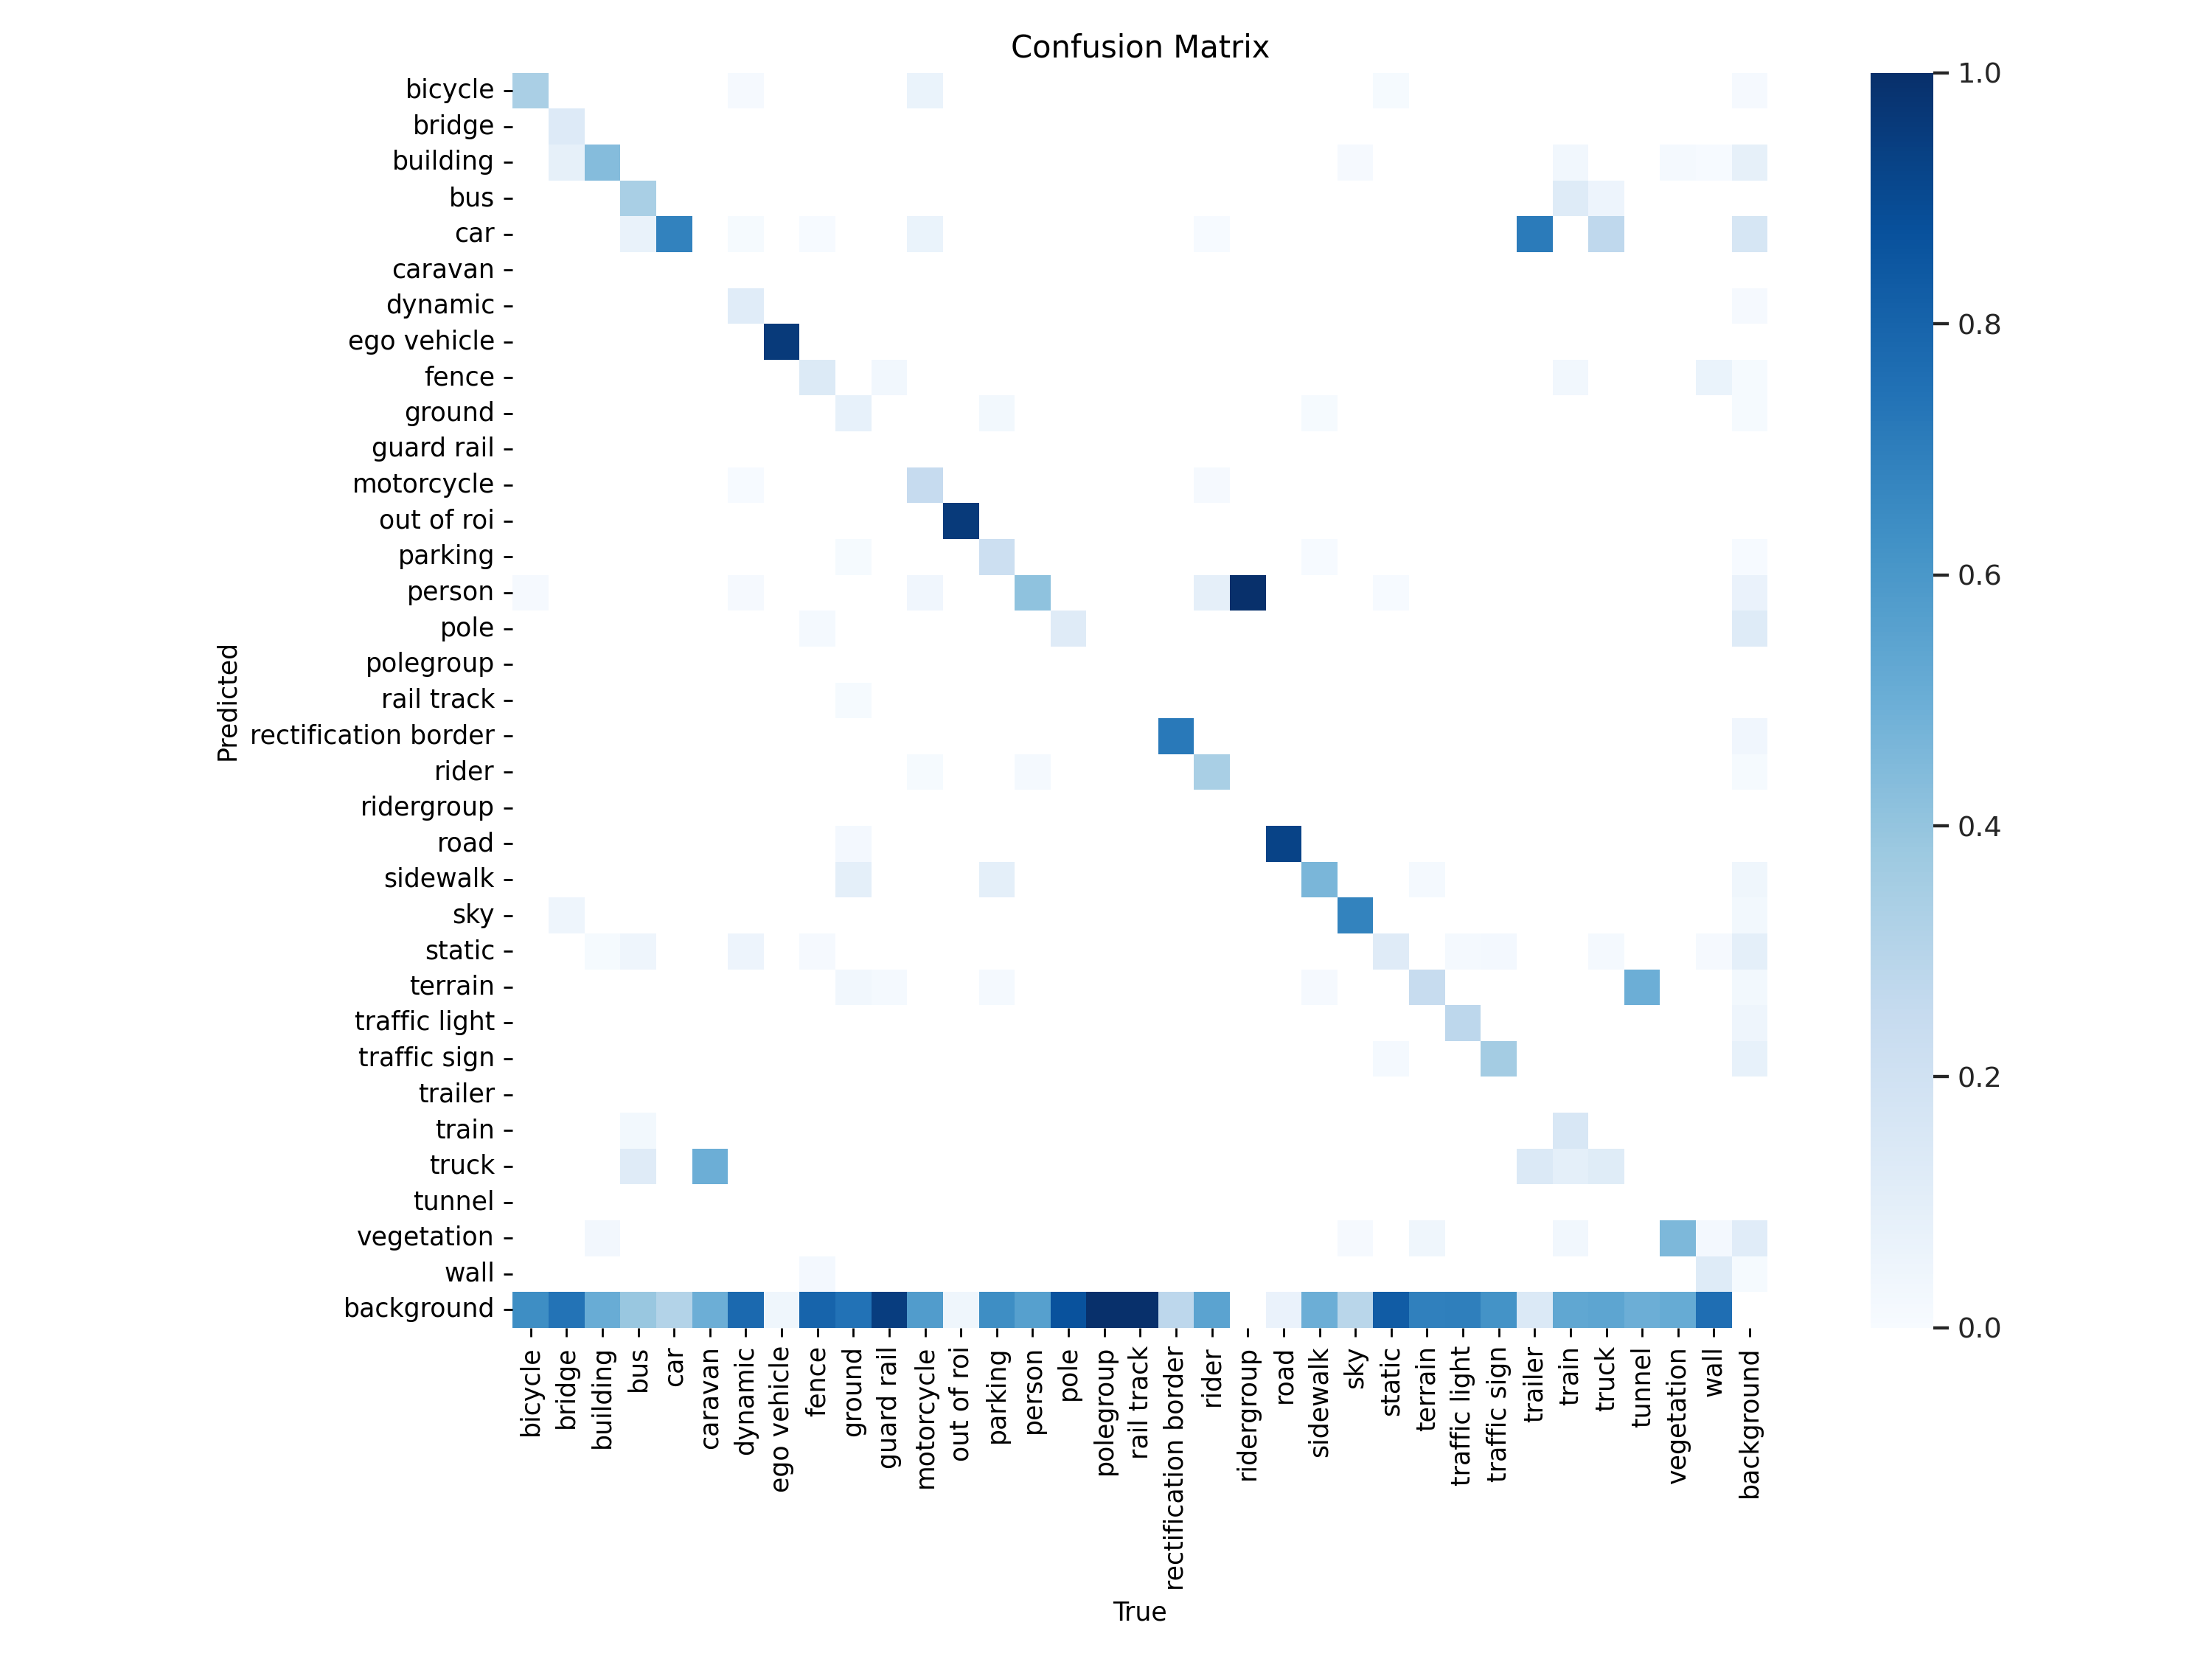 Confusion Matrix
Predicted
bicycle
bridge
building
bus
car
caravan
dynamic
ego vehicle
fence
ground
guard rail
motorcycle
out of roi
parking
person
pole
polegroup
rail track
rectification border
rider
ridergroup
road
sidewalk
sky
static
terrain
traffic light
traffic sign
trailer
train
truck
tunnel
vegetation
wall
background
bicycle
bridge
building
bus
car
caravan
dynamic
ego vehicle
fence
ground
guard rail
motorcycle
out of roi
parking
person
pole
polegroup
rail track
rectification border
rider
ridergroup
road
sidewalk
sky
static
terrain
traffic light
traffic sign
trailer
train
truck
tunnel
vegetation
wall
background
True
1.0
0.8
0.6
0.4
0.2
0.0